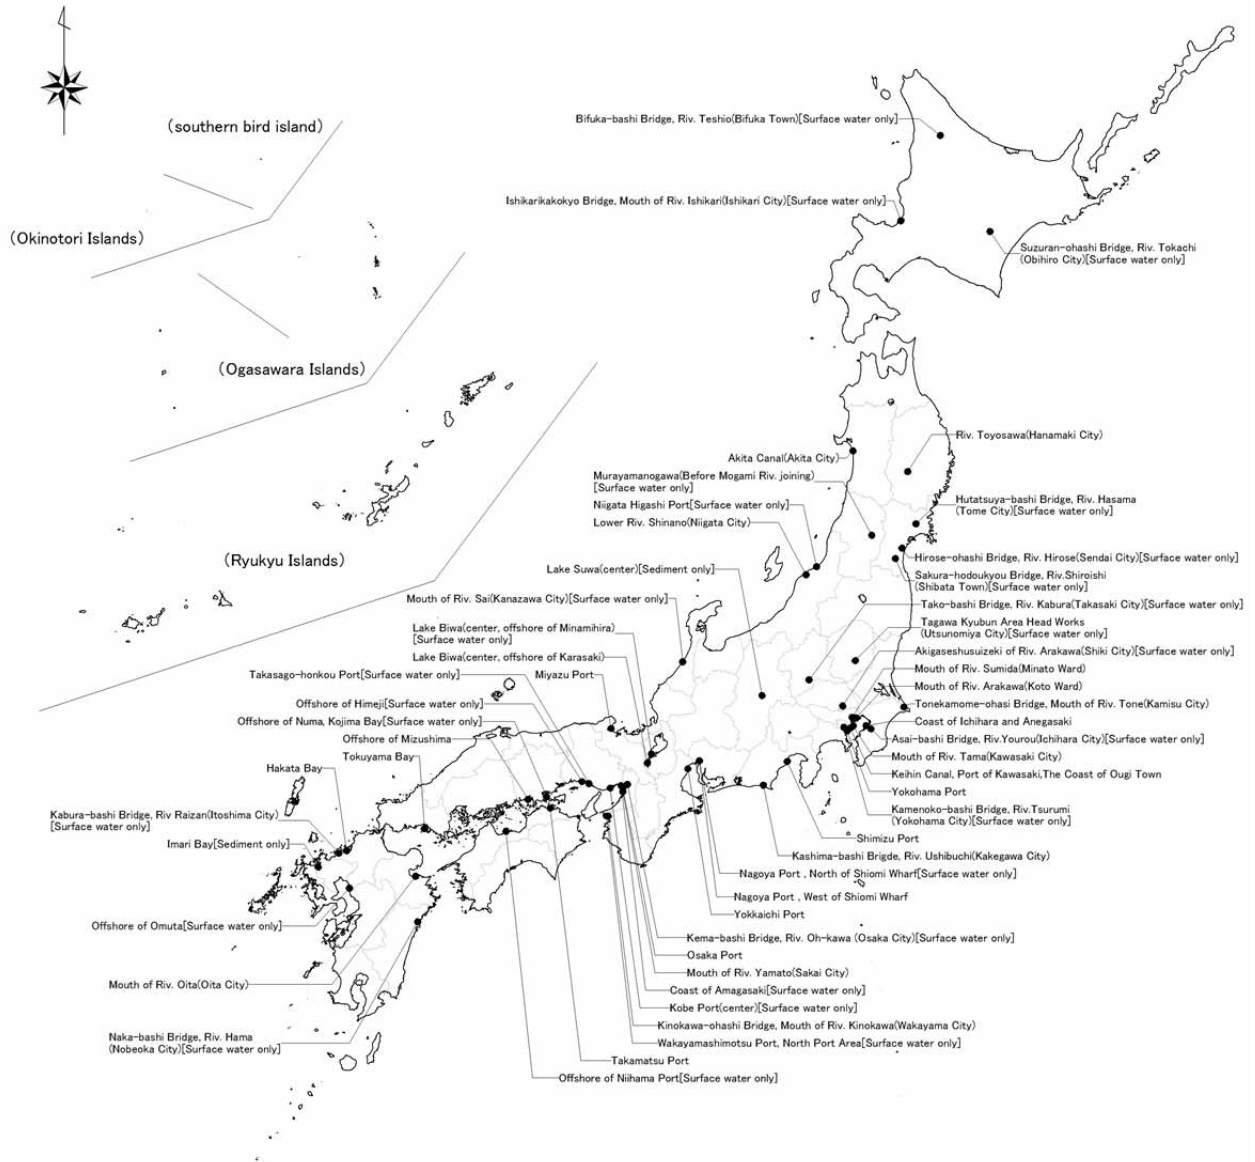 (southern bird island)
Bifuka-bashi Bridge, Riv. Teshio(Bifuka Town)[Surface water only]
Ishikarikakokyo Bridge, Mouth of Riv. Ishikari(Ishikari City)[Surface water only]
(Okinotori Islands)
Suzuran-ohashi Bridge, Riv. Tokachi
(Obihiro City)[Surface water only]
(Ogasawara Islands)
Riv. Toyosawa(Hanamaki City)
Akita Canal(Akita City)
Murayamanogawa(Before Mogami Riv. joining)
[Surface water only]
Niigata Higashi Port[Surface water only]
Lower Riv. Shinano(Niigata City)
Hutatsuya-bashi Bridge, Riv. Hasama
(Tome City)[Surface water only]
(Ryukyu Islands)
Lake Suwa(center)[Sediment only]
Hirose-ohashi Bridge, Riv. Hirose(Sendai City)[Surface water only]
Sakura-hodoukyou Bridge, Riv.Shiroishi
(Shibata Town)[Surface water only]
Mouth of Riv. Sai(Kanazawa City)[Surface water only]
Tako-bashi Bridge, Riv. Kabura(Takasaki City)[Surface water only]
Lake Biwa(center, offshore of Minamihira)
[Surface water only]
Tagawa Kyubun Area Head Works
(Utsunomiya City)[Surface water only]
Lake Biwa(center, offshore of Karasaki)
Akigaseshusuizeki of Riv. Arakawa(Shiki City)[Surface water only]
Takasago-honkou Port[Surface water only]
Miyazu Port
Mouth of Riv. Sumida(Minato Ward)
Mouth of Riv. Arakawa(Koto Ward)
Offshore of Himeji[Surface water only]
Tonekamome-ohasi Bridge, Mouth of Riv. Tone(Kamisu City)
Offshore of Numa, Kojima Bay[Surface water only]
Coast of Ichihara and Anegasaki
Offshore of Mizushima
Asai-bashi Bridge, Riv.Yourou(Ichihara City)[Surface water only]
Tokuyama Bay
Mouth of Riv. Tama(Kawasaki City)
Hakata Bay
Keihin Canal, Port of Kawasaki,The Coast of Ougi Town
Yokohama Port
Kabura-bashi Bridge, Riv Raizan(Itoshima City)
[Surface water only]
Kamenoko-bashi Bridge, Riv.Tsurumi
(Yokohama City)[Surface water only]
Imari Bay[Sediment only]
Shimizu Port
Kashima-bashi Brigde, Riv. Ushibuchi(Kakegawa City)
Nagoya Port , North of Shiomi Wharf[Surface water only]
Nagoya Port , West of Shiomi Wharf
Yokkaichi Port
Offshore of Omuta[Surface water only]
Kema-bashi Bridge, Riv. Oh-kawa (Osaka City)[Surface water only]
Osaka Port
Mouth of Riv. Yamato(Sakai City)
Mouth of Riv. Oita(Oita City)
Coast of Amagasaki[Surface water only]
Kobe Port(center)[Surface water only]
Kinokawa-ohashi Bridge, Mouth of Riv. Kinokawa(Wakayama City)
Naka-bashi Bridge, Riv. Hama
(Nobeoka City)[Surface water only]
Wakayamashimotsu Port, North Port Area[Surface water only]
Takamatsu Port
Offshore of Niihama Port[Surface water only]